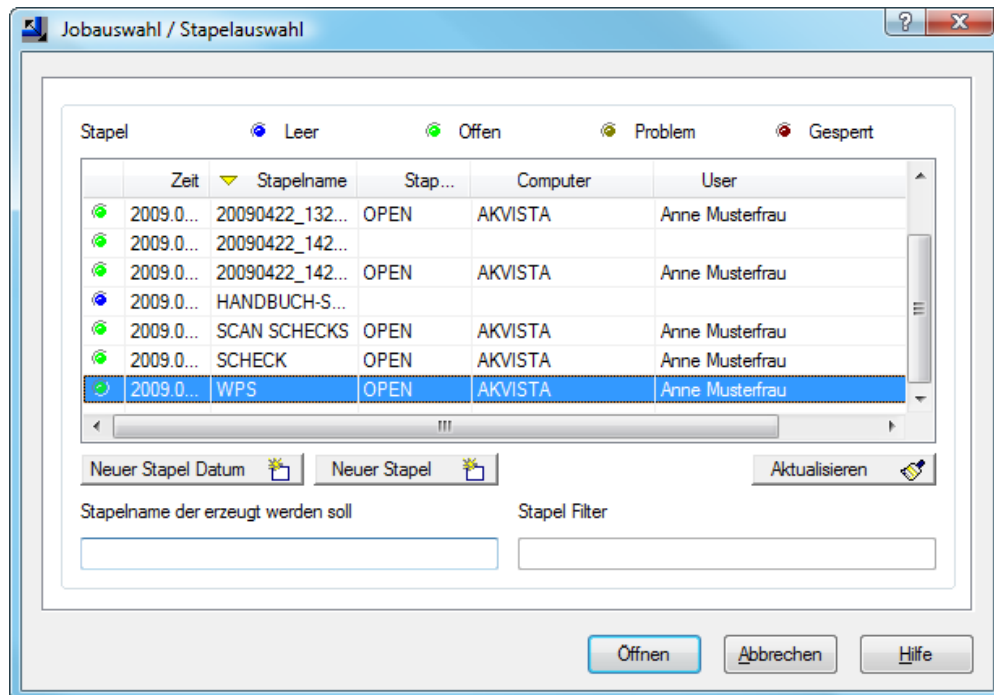 Jobauswahl / Stapelauswahl
Stapel Leer Offen Problem Gesperrt
Zeit Stapelname Stap... Computer User
2009.0... 20090422_132... OPEN AKVISTA Anne Musterfrau
2009.0... 20090422_142...
2009.0... 20090422_142... OPEN AKVISTA Anne Musterfrau
2009.0... HANDBUCH-S...
2009.0... SCAN SCHECKS OPEN AKVISTA Anne Musterfrau
2009.0... SCHECK OPEN AKVISTA Anne Musterfrau
2009.0... WPS OPEN AKVISTA Anne Musterfrau
Neuer Stapel Datum Neuer Stapel Aktualisieren
Stapelname der erzeugt werden soll Stapel Filter
Öffnen Abbrechen Hilfe